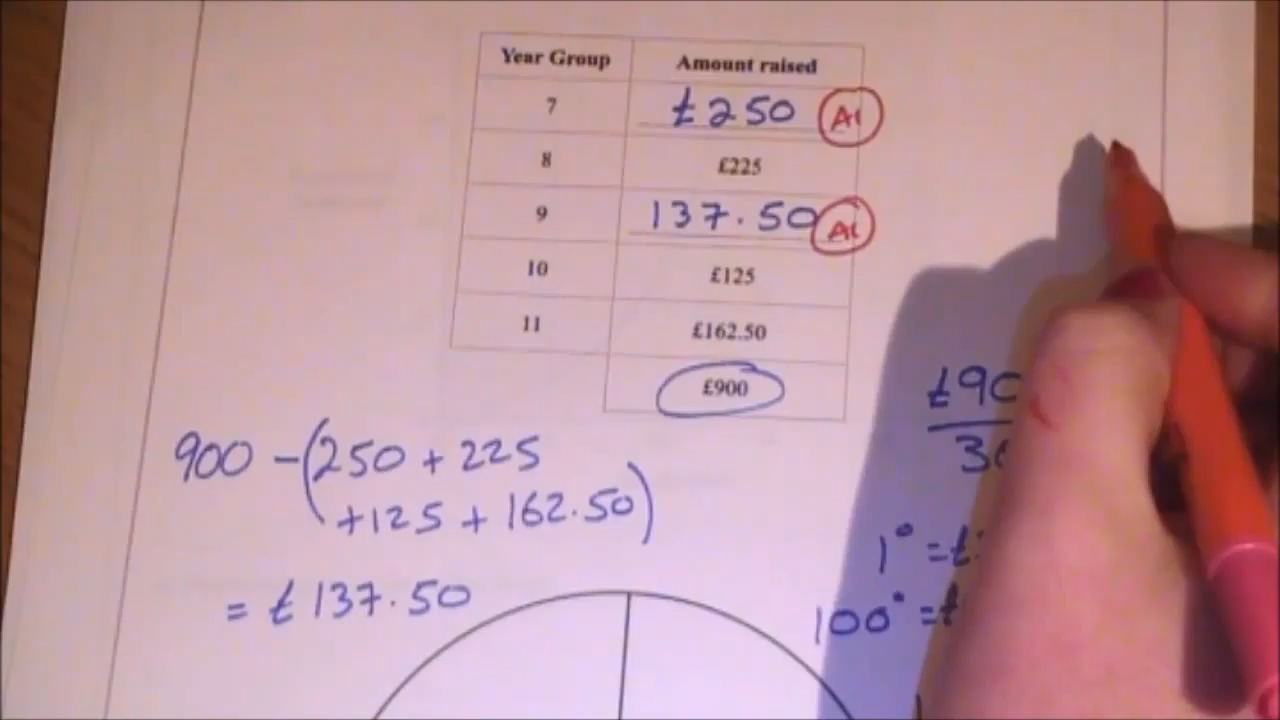 Year Group Amount raised
7 £250 A1
8 £225
9 137.50 A1
10 £125
11 £162.50
£900
900 - (250 + 225
+125 + 162.50)
= £137.50
£90
1° = £
100° = £